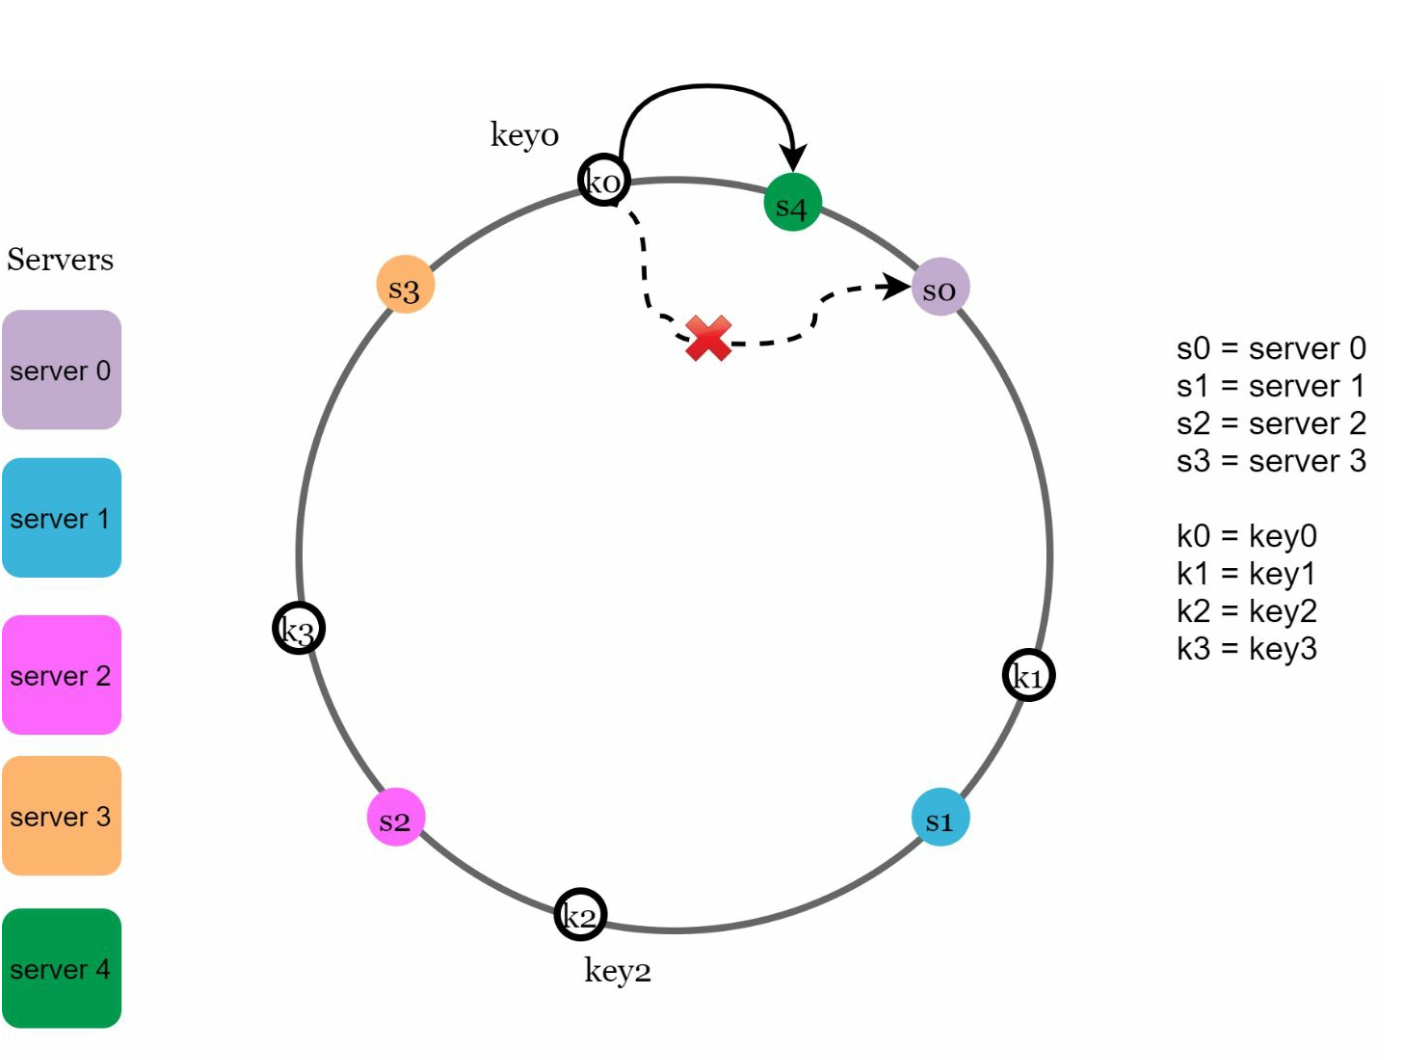 key0
k0
s4
Servers
s3
s0
server 0
s0 = server 0
s1 = server 1
s2 = server 2
s3 = server 3
server 1
k0 = key0
k1 = key1
k2 = key2
k3 = key3
k3
server 2
k1
server 3
s2
s1
k2
server 4
key2